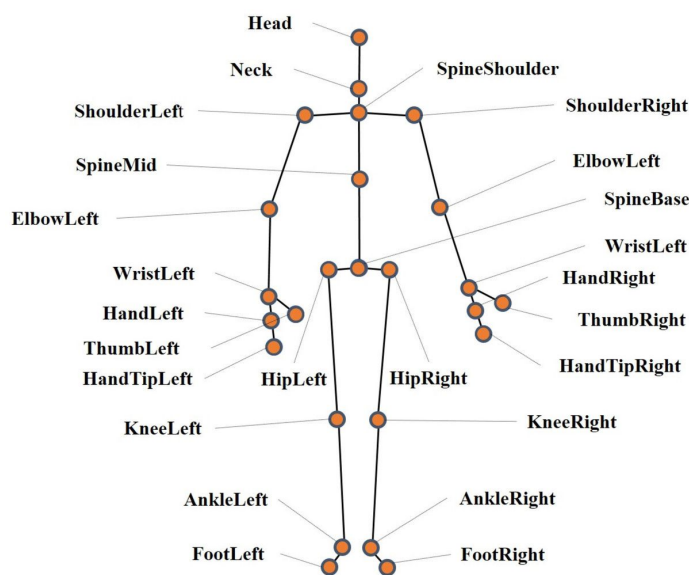 Head
Neck
SpineShoulder
ShoulderLeft
ShoulderRight
SpineMid
ElbowLeft
SpineBase
ElbowLeft
WristLeft
WristLeft
HandRight
HandLeft
ThumbRight
ThumbLeft
HandTipRight
HandTipLeft
HipLeft
HipRight
KneeLeft
KneeRight
AnkleLeft
AnkleRight
FootLeft
FootRight